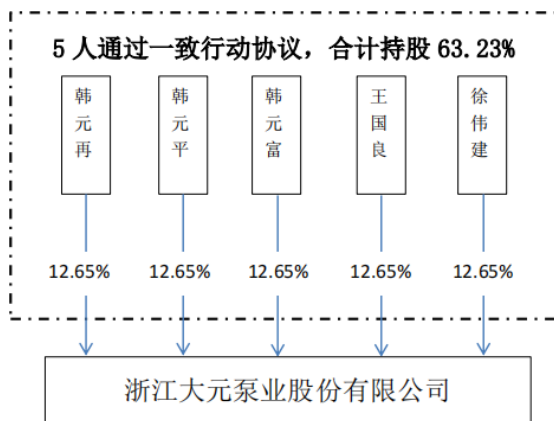 5 人通过一致行动协议，合计持股 63.23%
韩元再
韩元平
韩元富
王国良
徐伟建
12.65%
12.65%
12.65%
12.65%
12.65%
浙江大元泵业股份有限公司